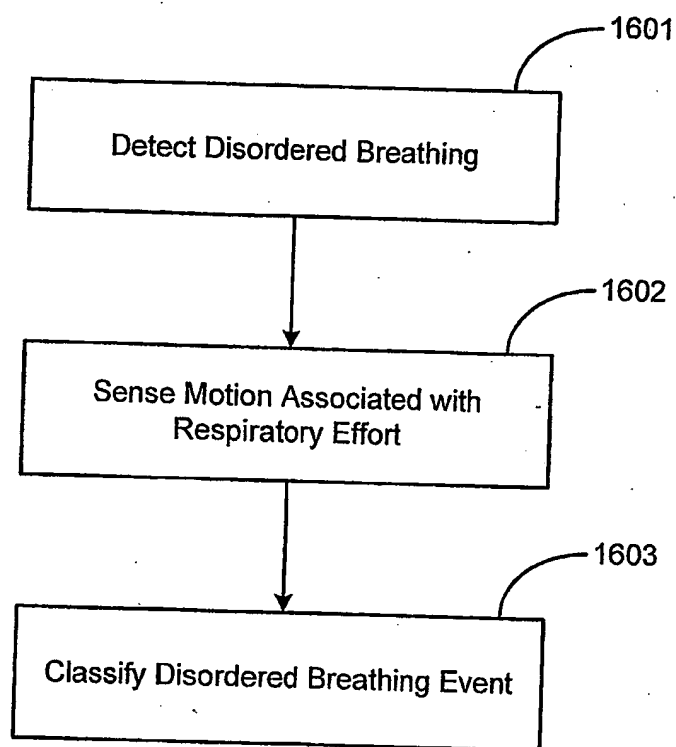 1601
Detect Disordered Breathing
1602
Sense Motion Associated with
Respiratory Effort
1603
Classify Disordered Breathing Event